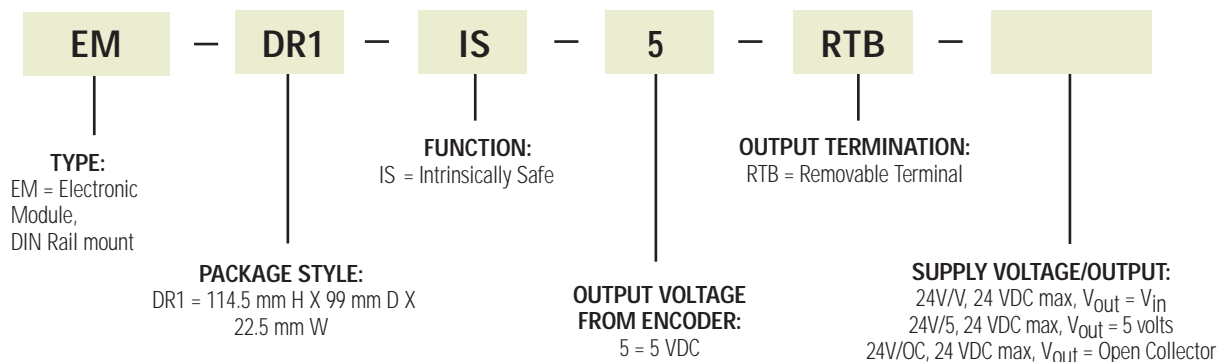 EM – DR1 – IS – 5 – RTB –
TYPE:
EM = Electronic
Module,
DIN Rail mount
PACKAGE STYLE:
DR1 = 114.5 mm H X 99 mm D X
22.5 mm W
FUNCTION:
IS = Intrinsically Safe
OUTPUT VOLTAGE
FROM ENCODER:
5 = 5 VDC
OUTPUT TERMINATION:
RTB = Removable Terminal
SUPPLY VOLTAGE/OUTPUT:
24V/V, 24 VDC max, Vout = Vin
24V/5, 24 VDC max, Vout = 5 volts
24V/OC, 24 VDC max, Vout = Open Collector